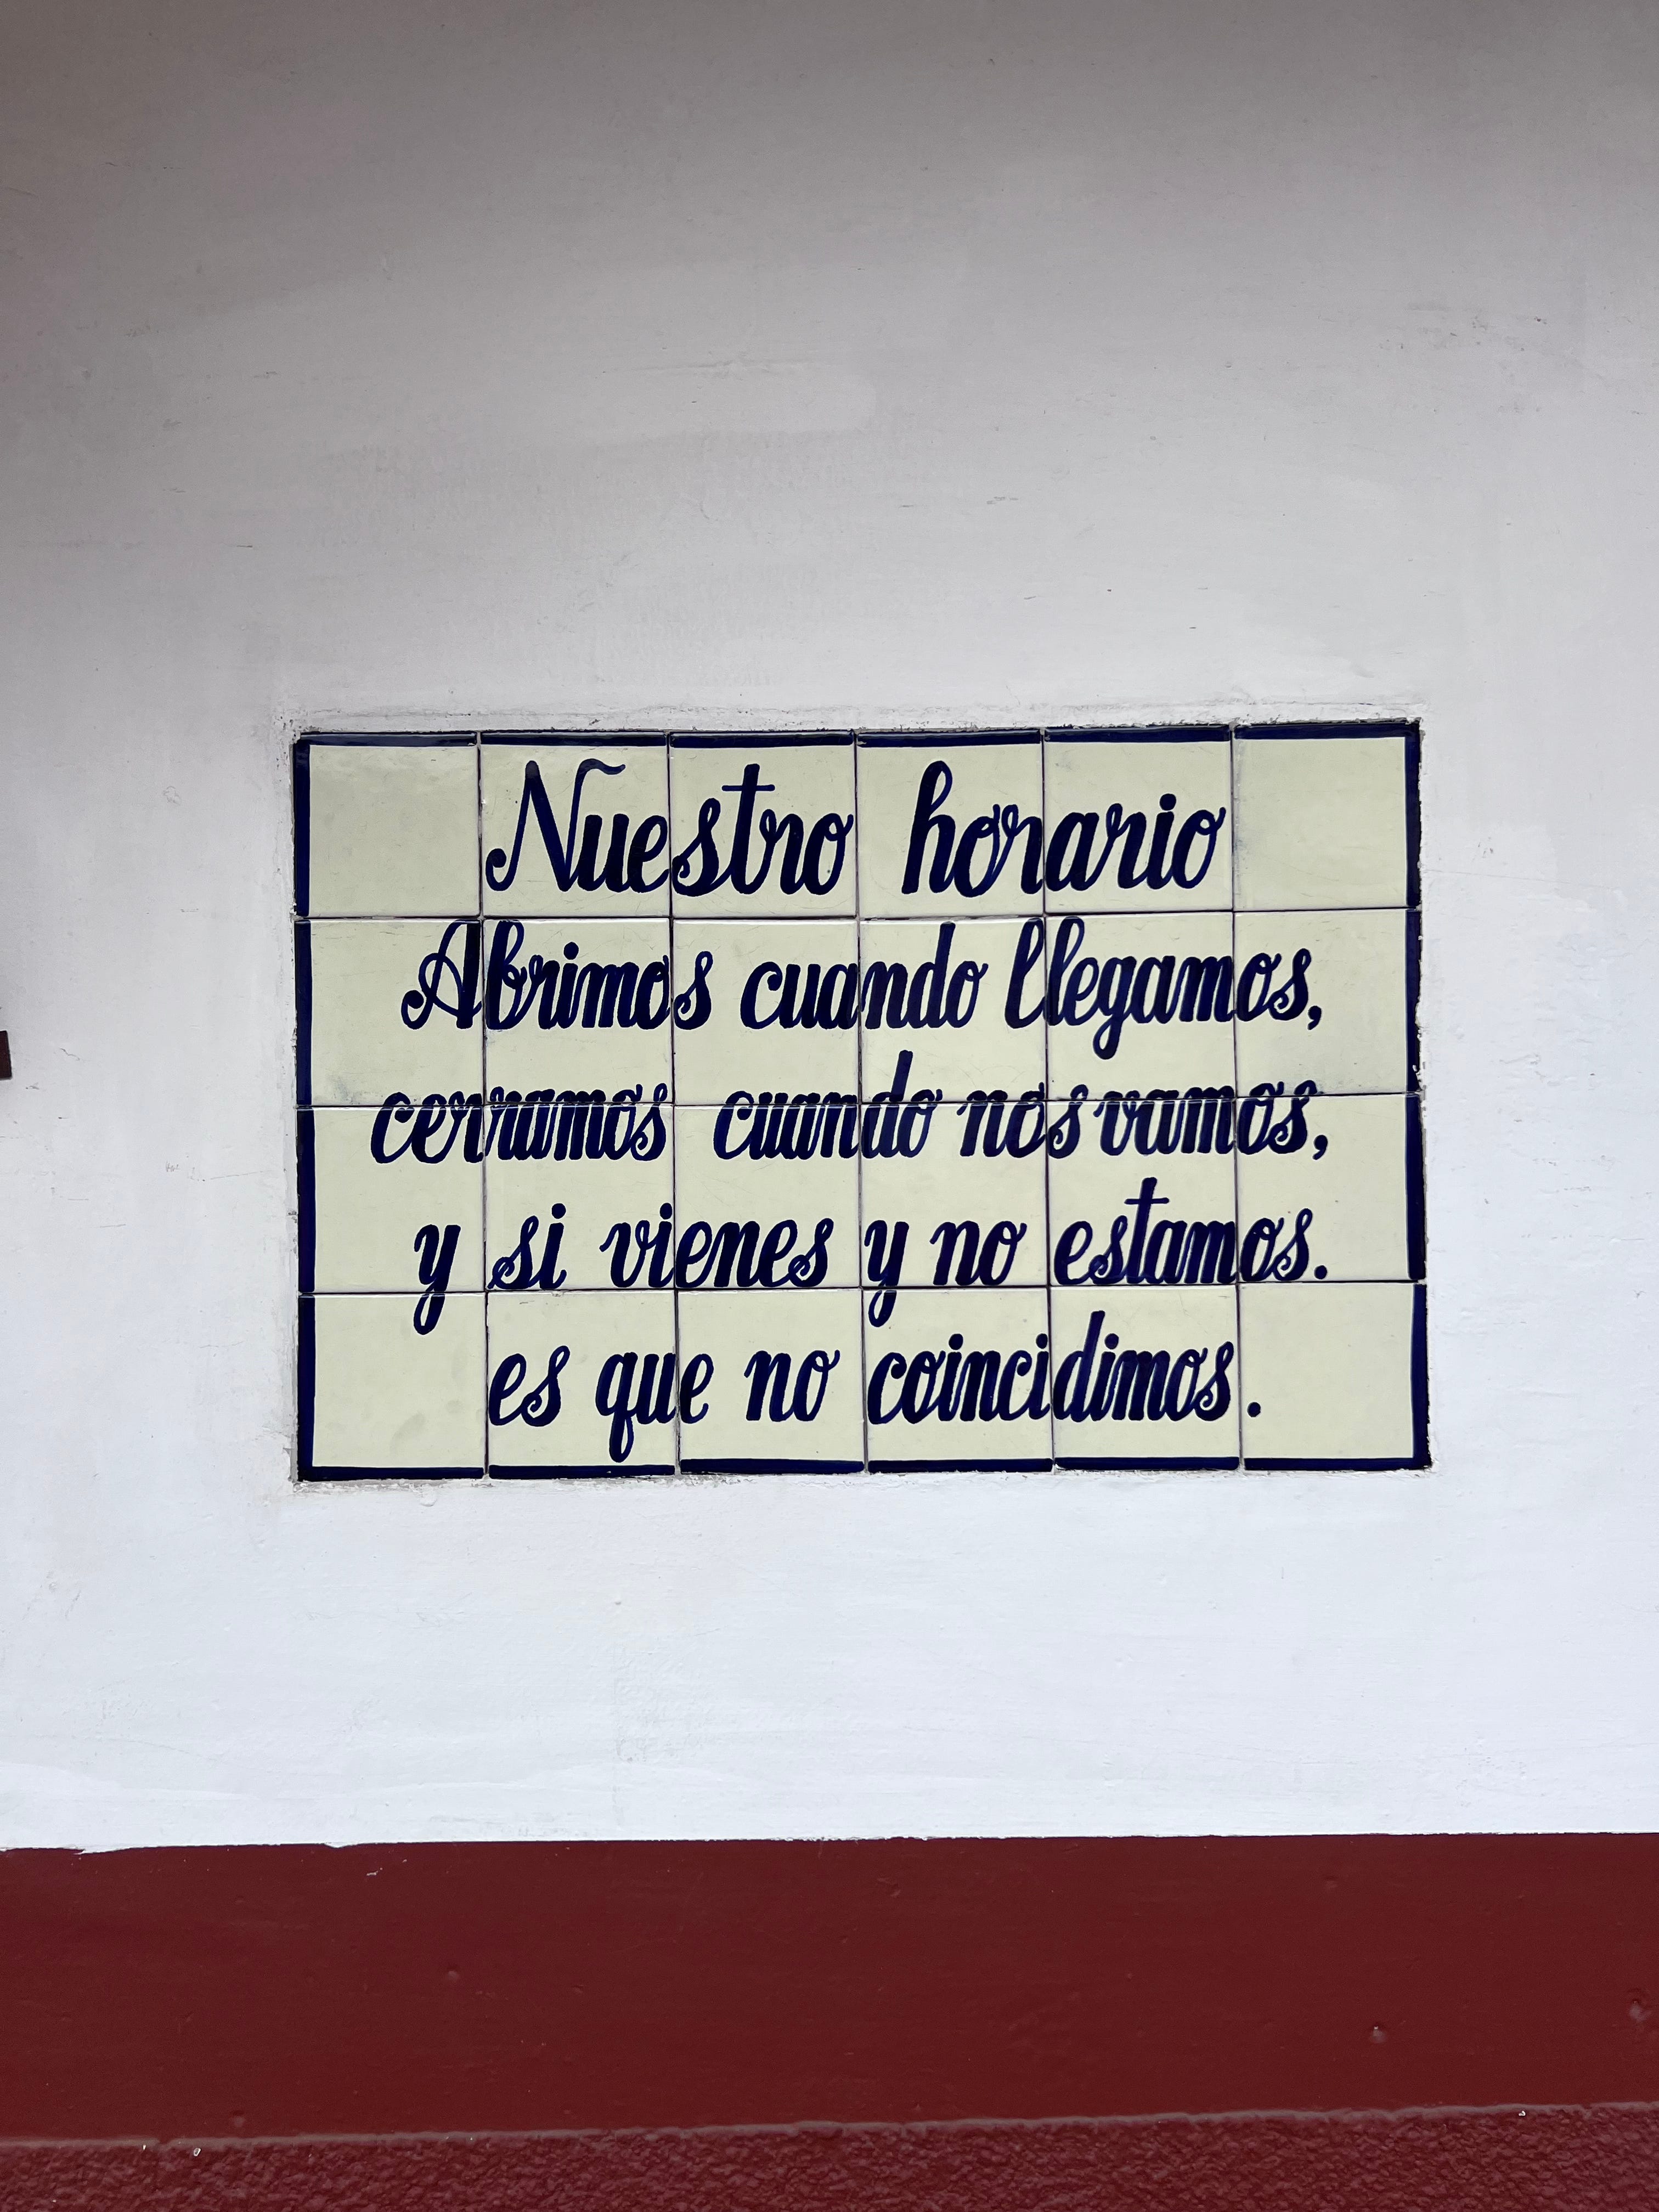 Nuestro horario
Abrimos cuando llegamos,
cerramos cuando nos vamos,
y si vienes y no estamos.
es que no coincidimos.